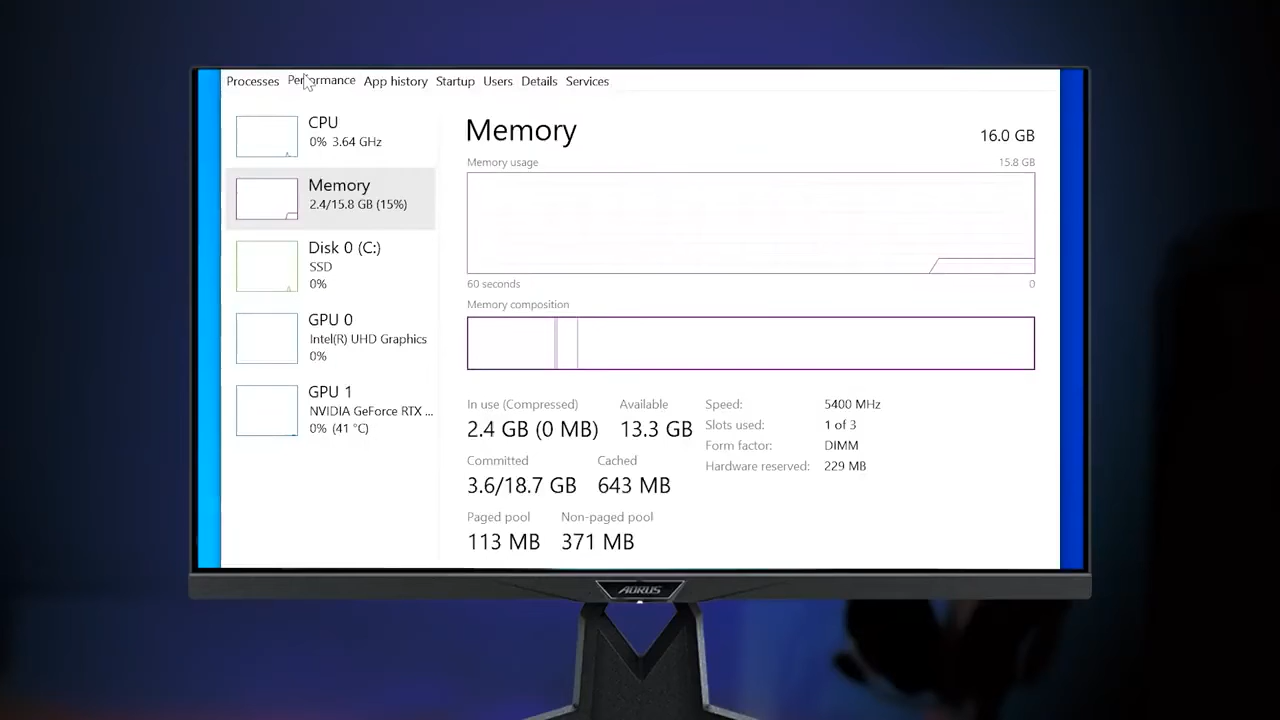 Processes Performance App history Startup Users Details Services
CPU
0% 3.64 GHz
Memory
2.4/15.8 GB (15%)
Disk 0 (C:)
SSD
0%
GPU 0
Intel(R) UHD Graphics
0%
GPU 1
NVIDIA GeForce RTX ...
0% (41 °C)
Memory 16.0 GB
Memory usage 15.8 GB
60 seconds 0
Memory composition
In use (Compressed) Available
2.4 GB (0 MB) 13.3 GB
Committed Cached
3.6/18.7 GB 643 MB
Paged pool Non-paged pool
113 MB 371 MB
Speed: 5400 MHz
Slots used: 1 of 3
Form factor: DIMM
Hardware reserved: 229 MB
AORUS